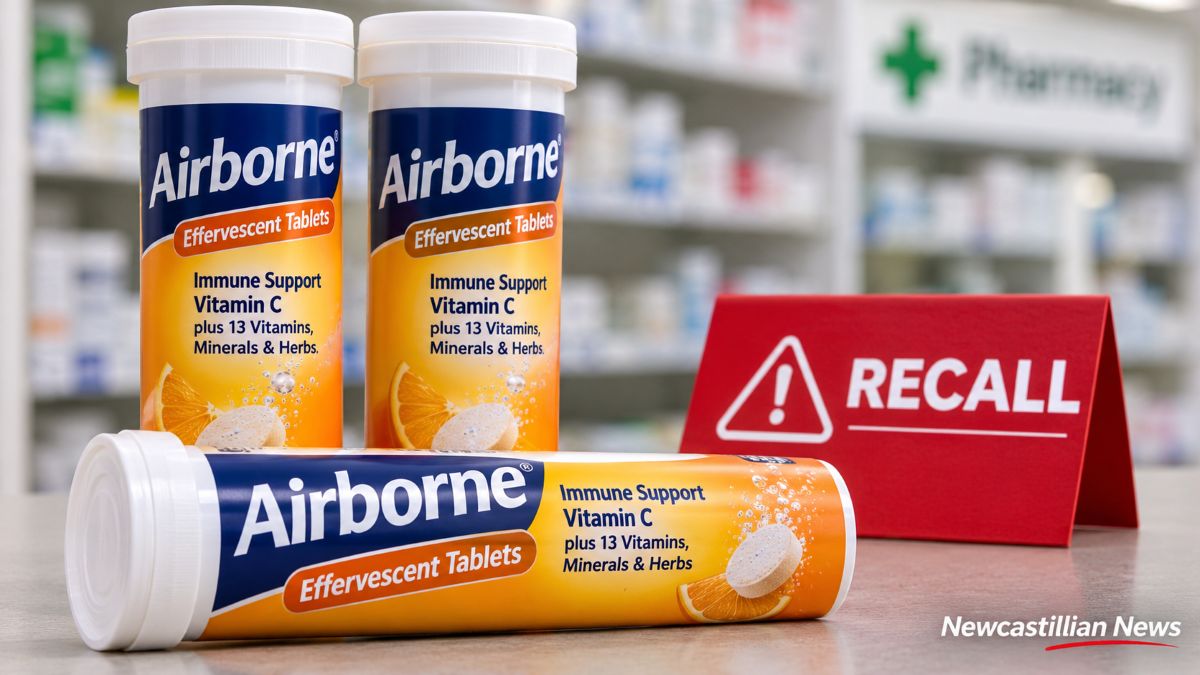 Airborne®
Effervescent Tablets
Immune Support
Vitamin C
plus 13 Vitamins,
Minerals & Herbs.
Airborne®
Effervescent Tablets
Immune Support
Vitamin C
plus 13 Vitamins,
Minerals & Herbs.
Pharmacy
RECALL
Airborne®
Effervescent Tablets
Immune Support
Vitamin C
plus 13 Vitamins,
Minerals & Herbs
Newcastillian News